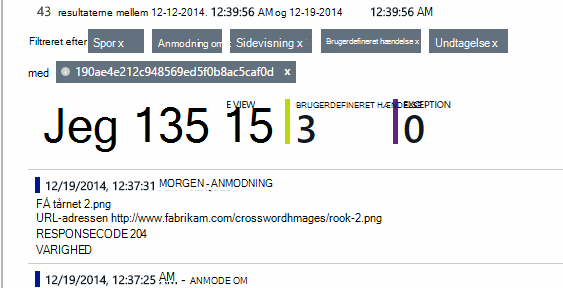 43 resultaterne mellem 12-12-2014. 12:39:56 AM og 12-19-2014 12:39:56 AM
Filtreret efter Spor x Anmodning om x Sidevisning x Brugerdefineret hændelse x Undtagelse x
med 190ae4e212c948569ed5f0b8ac5caf0d x
E VIEW BRUGERDEFINERET EXCEPTION
Jeg 135 15 3 0
12/19/2014, 12:37:31 MORGEN - ANMODNING
FÅ tårnet 2.png
URL-adressen http://www.fabrikam.com/crosswordhmages/rook-2.png
RESPONSECODE 204
VARIGHED
12/19/2014, 12:37:25 AM - ANMODE OM